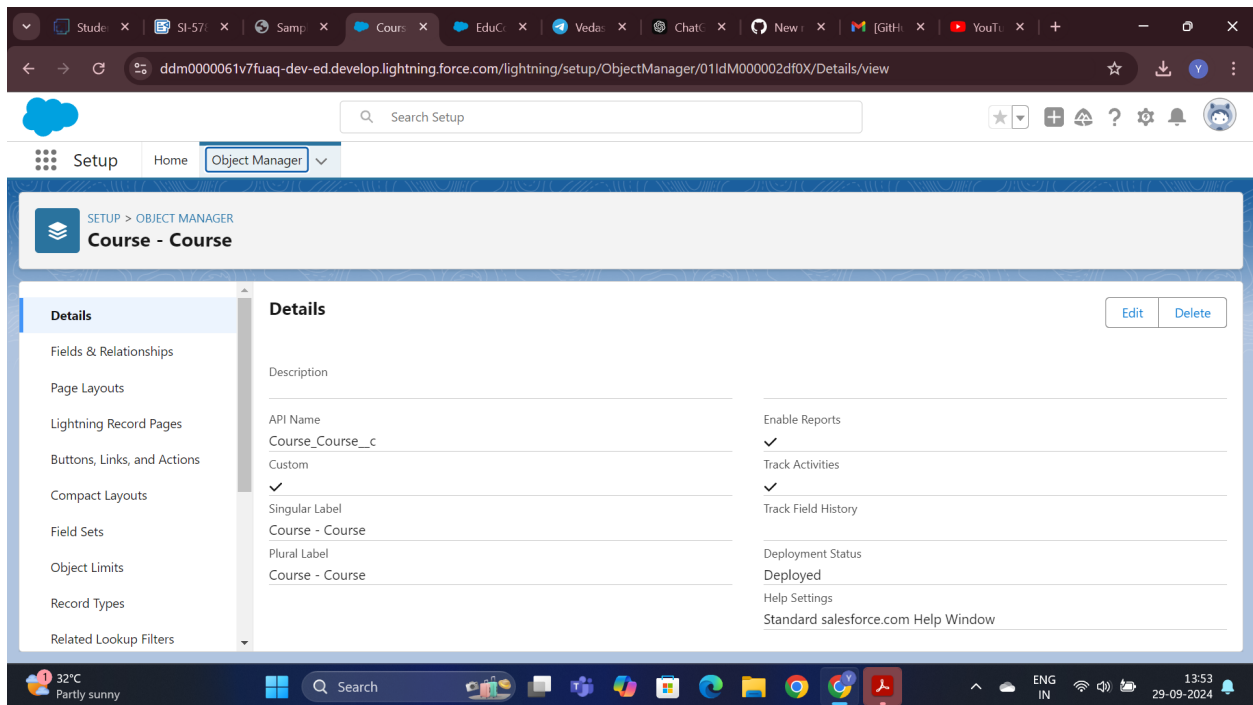 Stude
SI-578
Samp
Cours
EduCo
Vedas
ChatG
New r
[GitHu
YouTu
ddm0000061v7fuaq-dev-ed.develop.lightning.force.com/lightning/setup/ObjectManager/01IdM000002df0X/Details/view
Y
Search Setup
Setup
Home
Object Manager
SETUP > OBJECT MANAGER
Course - Course
Details
Fields & Relationships
Page Layouts
Lightning Record Pages
Buttons, Links, and Actions
Compact Layouts
Field Sets
Object Limits
Record Types
Related Lookup Filters
Details
Edit
Delete
Description
API Name
Course_Course__c
Custom
Singular Label
Course - Course
Plural Label
Course - Course
Enable Reports
Track Activities
Track Field History
Deployment Status
Deployed
Help Settings
Standard salesforce.com Help Window
1
32°C
Partly sunny
Search
Y
ENG
IN
13:53
29-09-2024